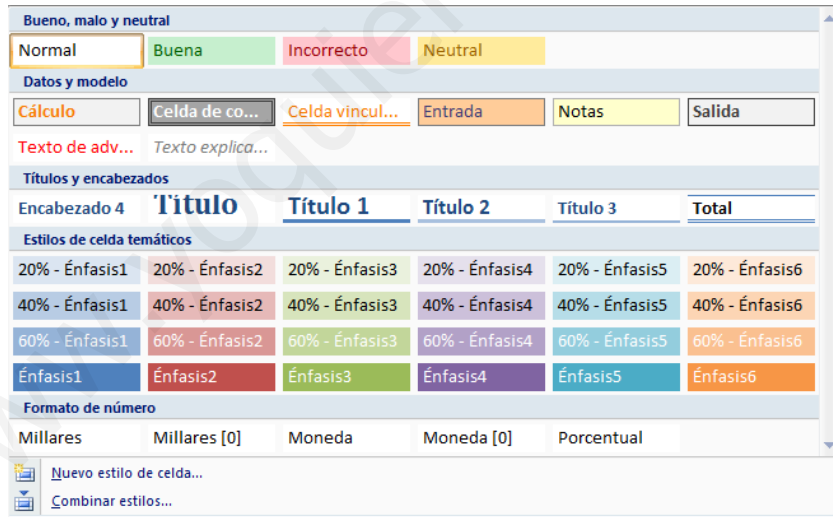 Bueno, malo y neutral
Normal Buena Incorrecto Neutral
Datos y modelo
Cálculo Celda de co... Celda vincul... Entrada Notas Salida
Texto de adv... Texto explica...
Títulos y encabezados
Encabezado 4 Título Título 1 Título 2 Título 3 Total
Estilos de celda temáticos
20% - Énfasis1 20% - Énfasis2 20% - Énfasis3 20% - Énfasis4 20% - Énfasis5 20% - Énfasis6
40% - Énfasis1 40% - Énfasis2 40% - Énfasis3 40% - Énfasis4 40% - Énfasis5 40% - Énfasis6
60% - Énfasis1 60% - Énfasis2 60% - Énfasis3 60% - Énfasis4 60% - Énfasis5 60% - Énfasis6
Énfasis1 Énfasis2 Énfasis3 Énfasis4 Énfasis5 Énfasis6
Formato de número
Millares Millares [0] Moneda Moneda [0] Porcentual
Nuevo estilo de celda...
Combinar estilos...